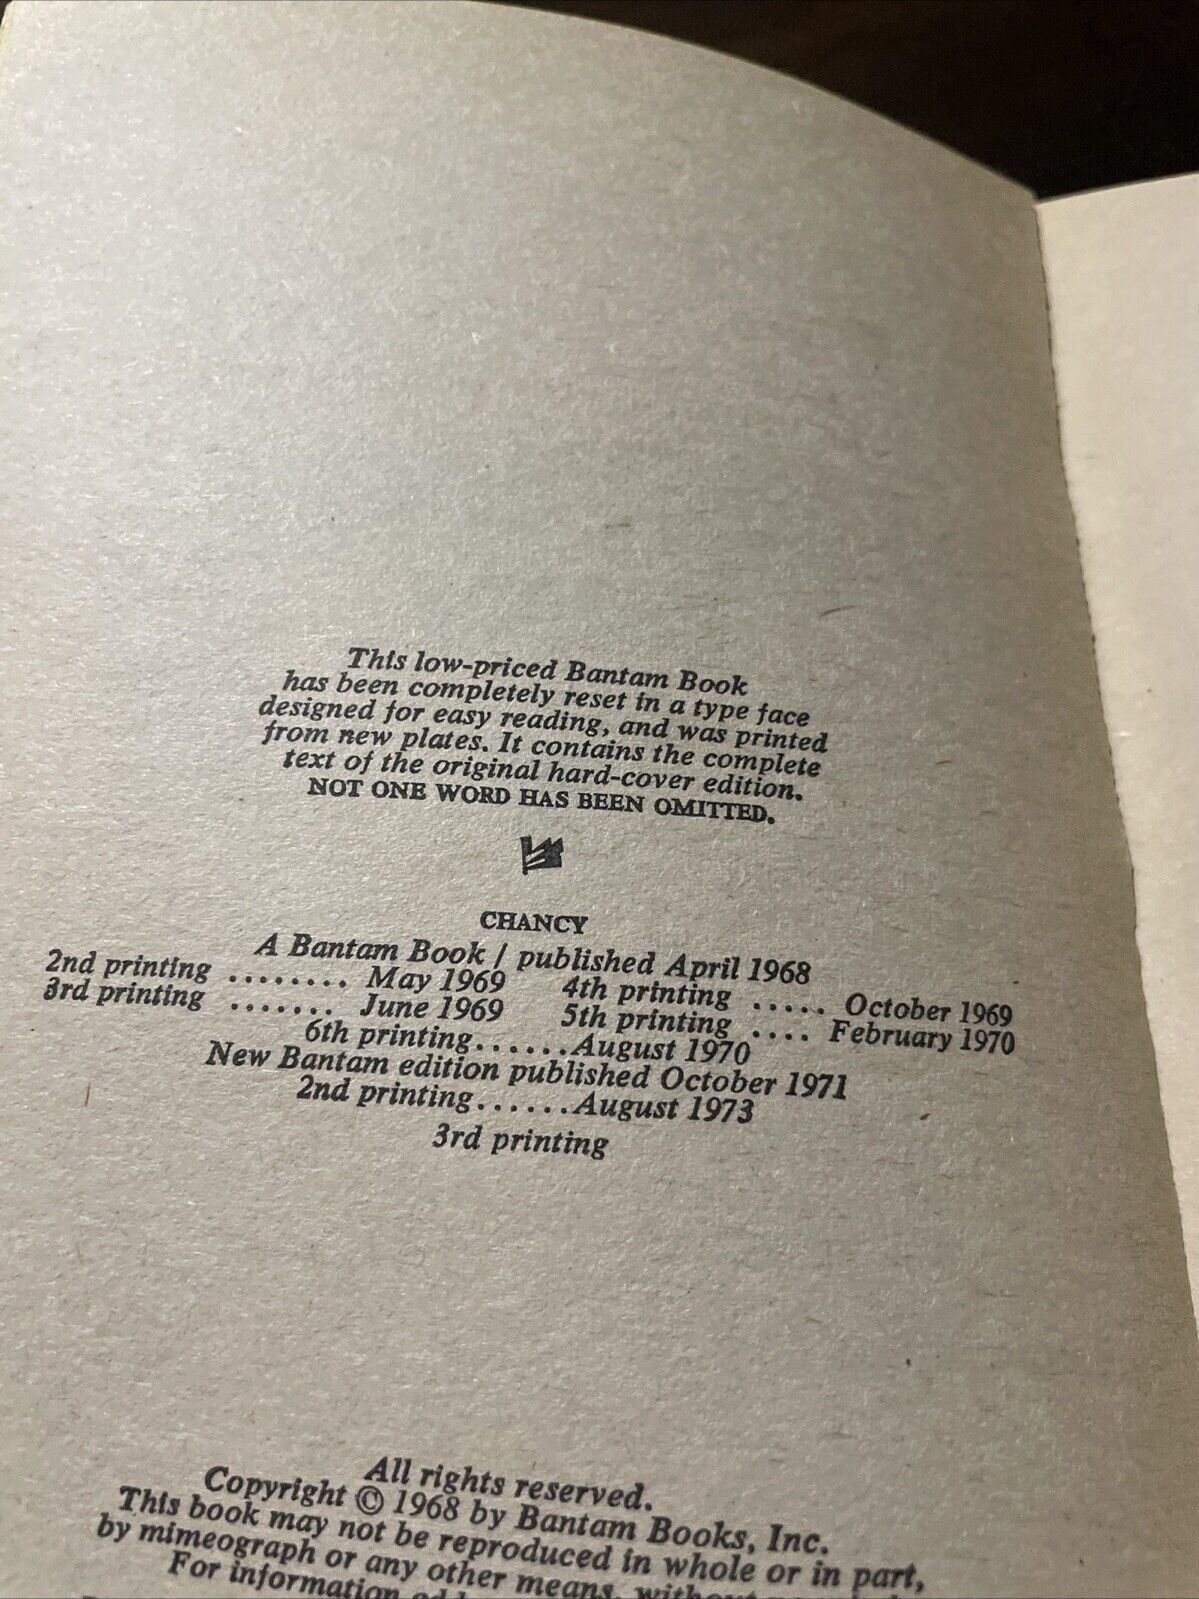 This low-priced Bantam Book
has been completely reset in a type face
designed for easy reading, and was printed
from new plates. It contains the complete
text of the original hard-cover edition.
NOT ONE WORD HAS BEEN OMITTED.
CHANCY
A Bantam Book / published April 1968
2nd printing ........ May 1969 4th printing ..... October 1969
3rd printing ....... June 1969 5th printing .... February 1970
6th printing......August 1970
New Bantam edition published October 1971
2nd printing......August 1973
3rd printing
All rights reserved.
Copyright © 1968 by Bantam Books, Inc.
This book may not be reproduced in whole or in part,
by mimeograph or any other means, without
For information